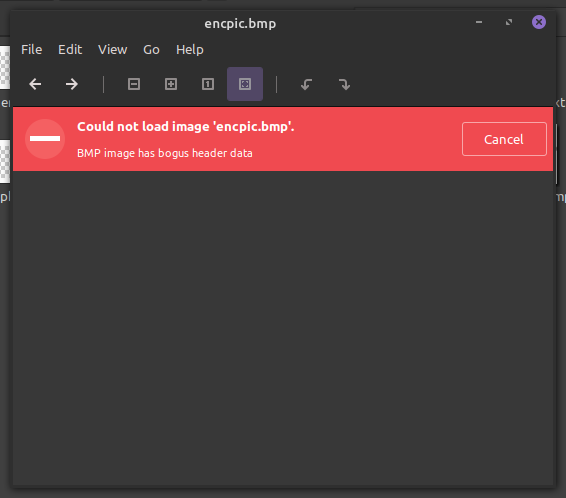 encpic.bmp
File Edit View Go Help
Could not load image 'encpic.bmp'.
BMP image has bogus header data
Cancel